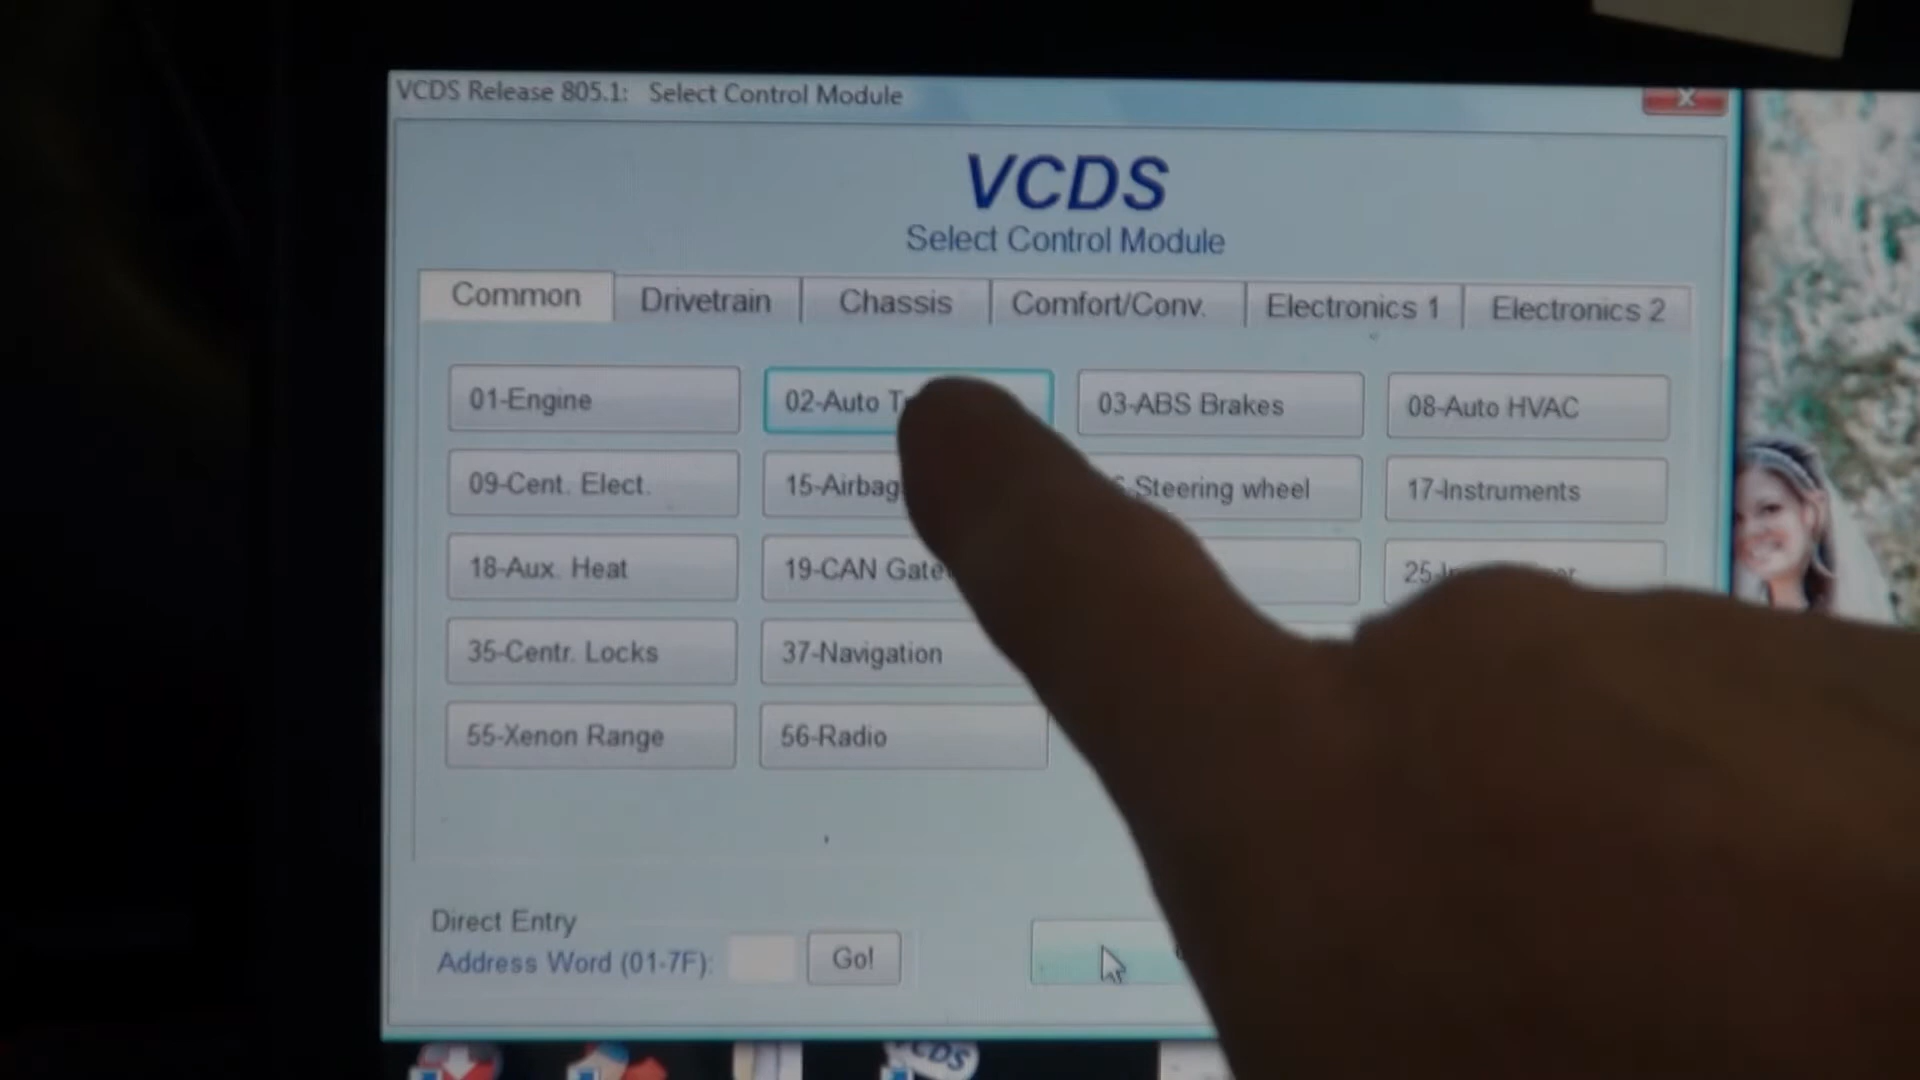 VCDS Release 805.1: Select Control Module
VCDS
Select Control Module
Common Drivetrain Chassis Comfort/Conv. Electronics 1 Electronics 2
01-Engine 02-Auto 03-ABS Brakes 08-Auto HVAC
09-Cent. Elect. 15-Airbag Steering wheel 17-Instruments
18-Aux. Heat 19-CAN
35-Centr. Locks 37-Navigation
55-Xenon Range 56-Radio
Direct Entry
Address Word (01-7F): Go!
VCDS